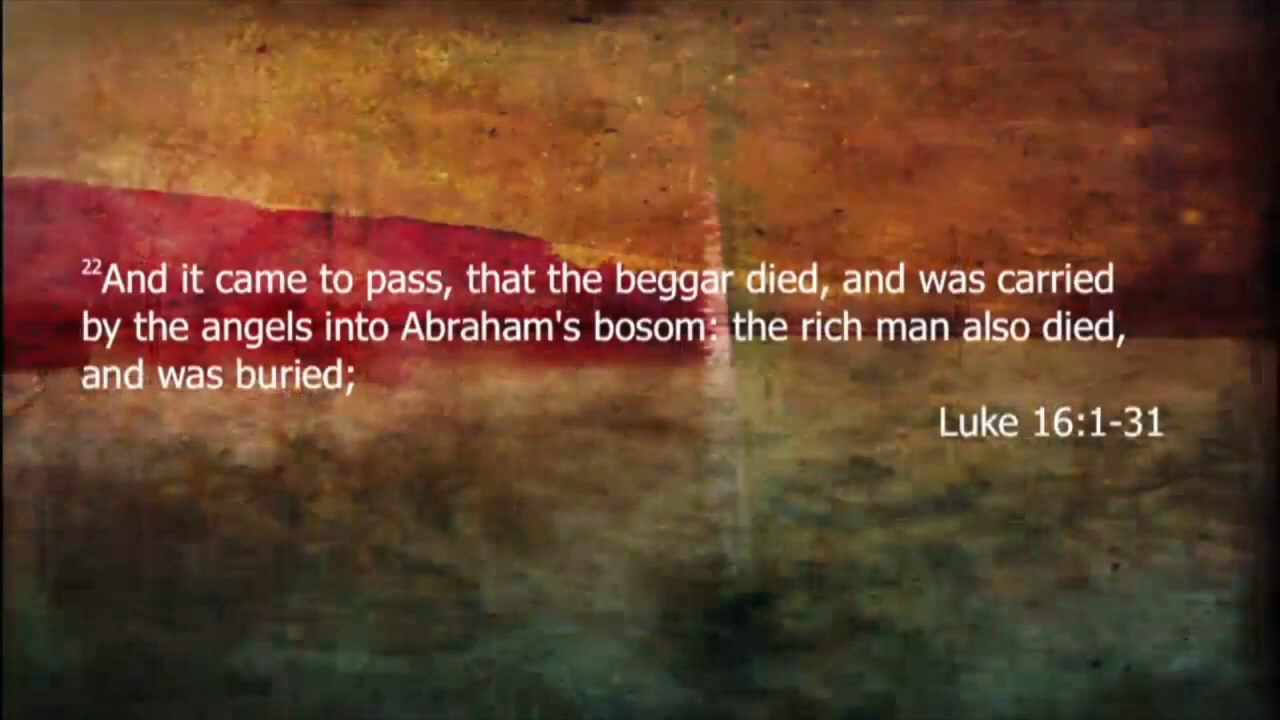 22And it came to pass, that the beggar died, and was carried
by the angels into Abraham's bosom: the rich man also died,
and was buried;
Luke 16:1-31